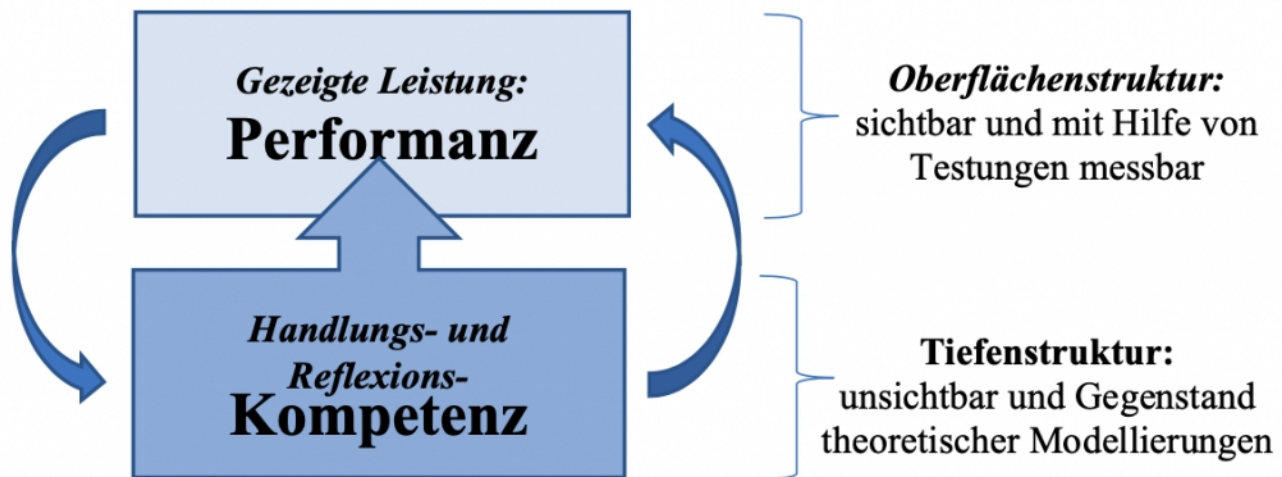 Gezeigte Leistung:
Performanz
Oberflächenstruktur:
sichtbar und mit Hilfe von
Testungen messbar
Handlungs- und
Reflexions-
Kompetenz
Tiefenstruktur:
unsichtbar und Gegenstand
theoretischer Modellierungen